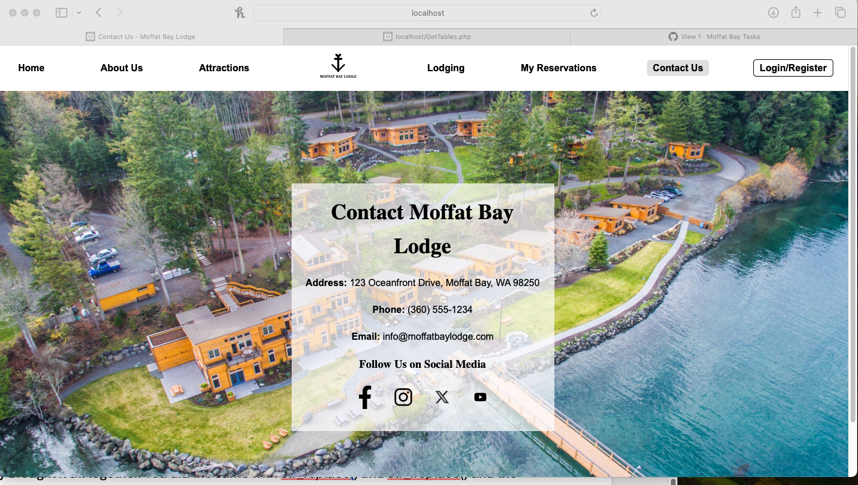 localhost
Contact Us - Moffat Bay Lodge
localhost/GetTables.php
View 1 · Moffat Bay Tasks
Home
About Us
Attractions
MOFFAT BAY LODGE
Lodging
My Reservations
Contact Us
Login/Register
Contact Moffat Bay
Lodge
Address: 123 Oceanfront Drive, Moffat Bay, WA 98250
Phone: (360) 555-1234
Email: info@moffatbaylodge.com
Follow Us on Social Media